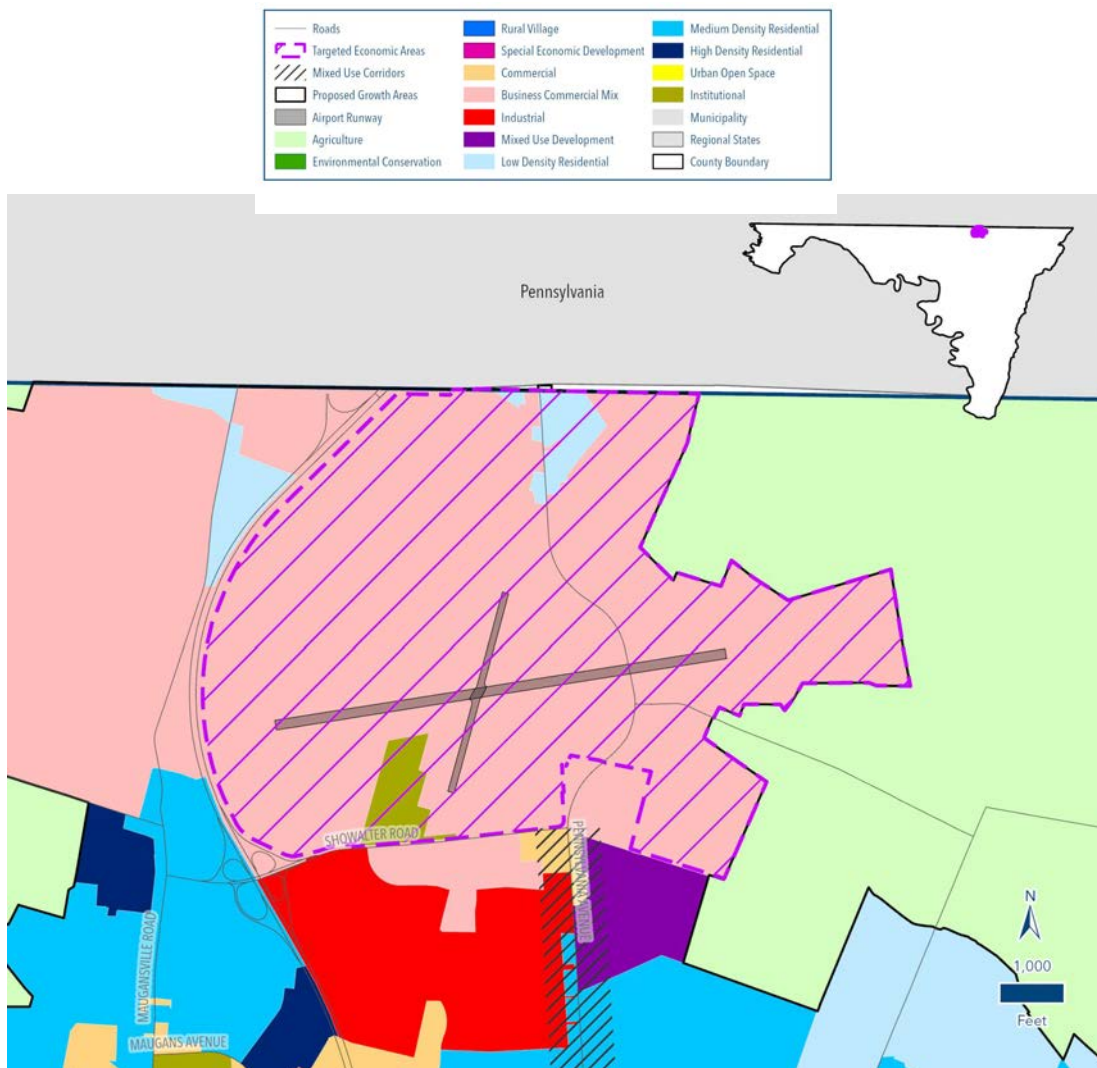 Roads
Targeted Economic Areas
Mixed Use Corridors
Proposed Growth Areas
Airport Runway
Agriculture
Environmental Conservation
Rural Village
Special Economic Development
Commercial
Business Commercial Mix
Industrial
Mixed Use Development
Low Density Residential
Medium Density Residential
High Density Residential
Urban Open Space
Institutional
Municipality
Regional States
County Boundary
Pennsylvania
SHOWALTER ROAD
PENNSYLVANIA AVENUE
MAUGANSVILLE ROAD
MAUGANS AVENUE
N
1,000
Feet